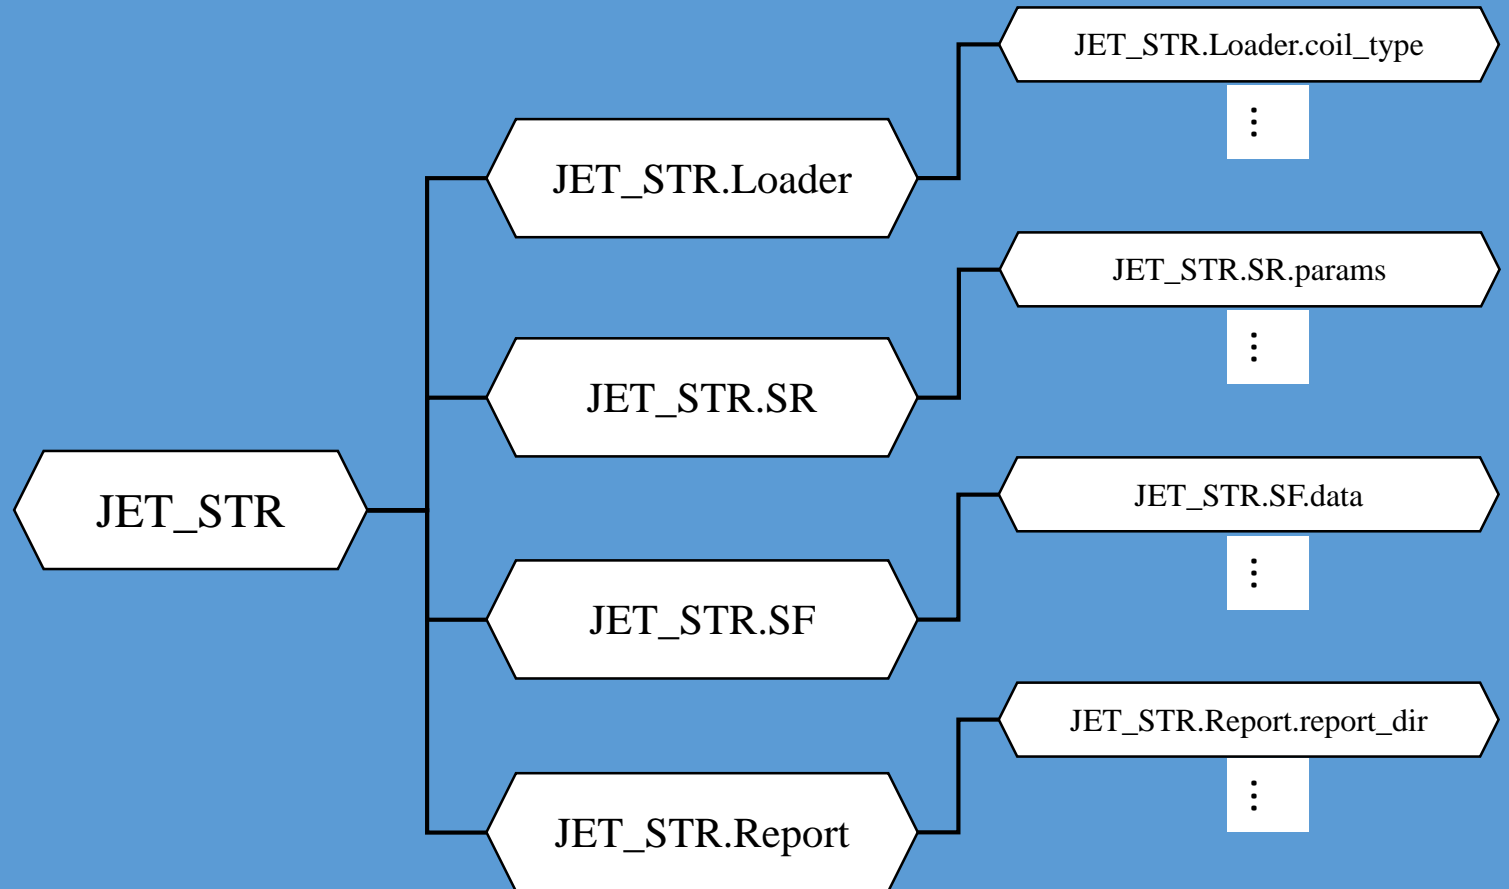 JET_STR
JET_STR.Loader
JET_STR.Loader.coil_type
⋮
JET_STR.SR
JET_STR.SR.params
⋮
JET_STR.SF
JET_STR.SF.data
⋮
JET_STR.Report
JET_STR.Report.report_dir
⋮